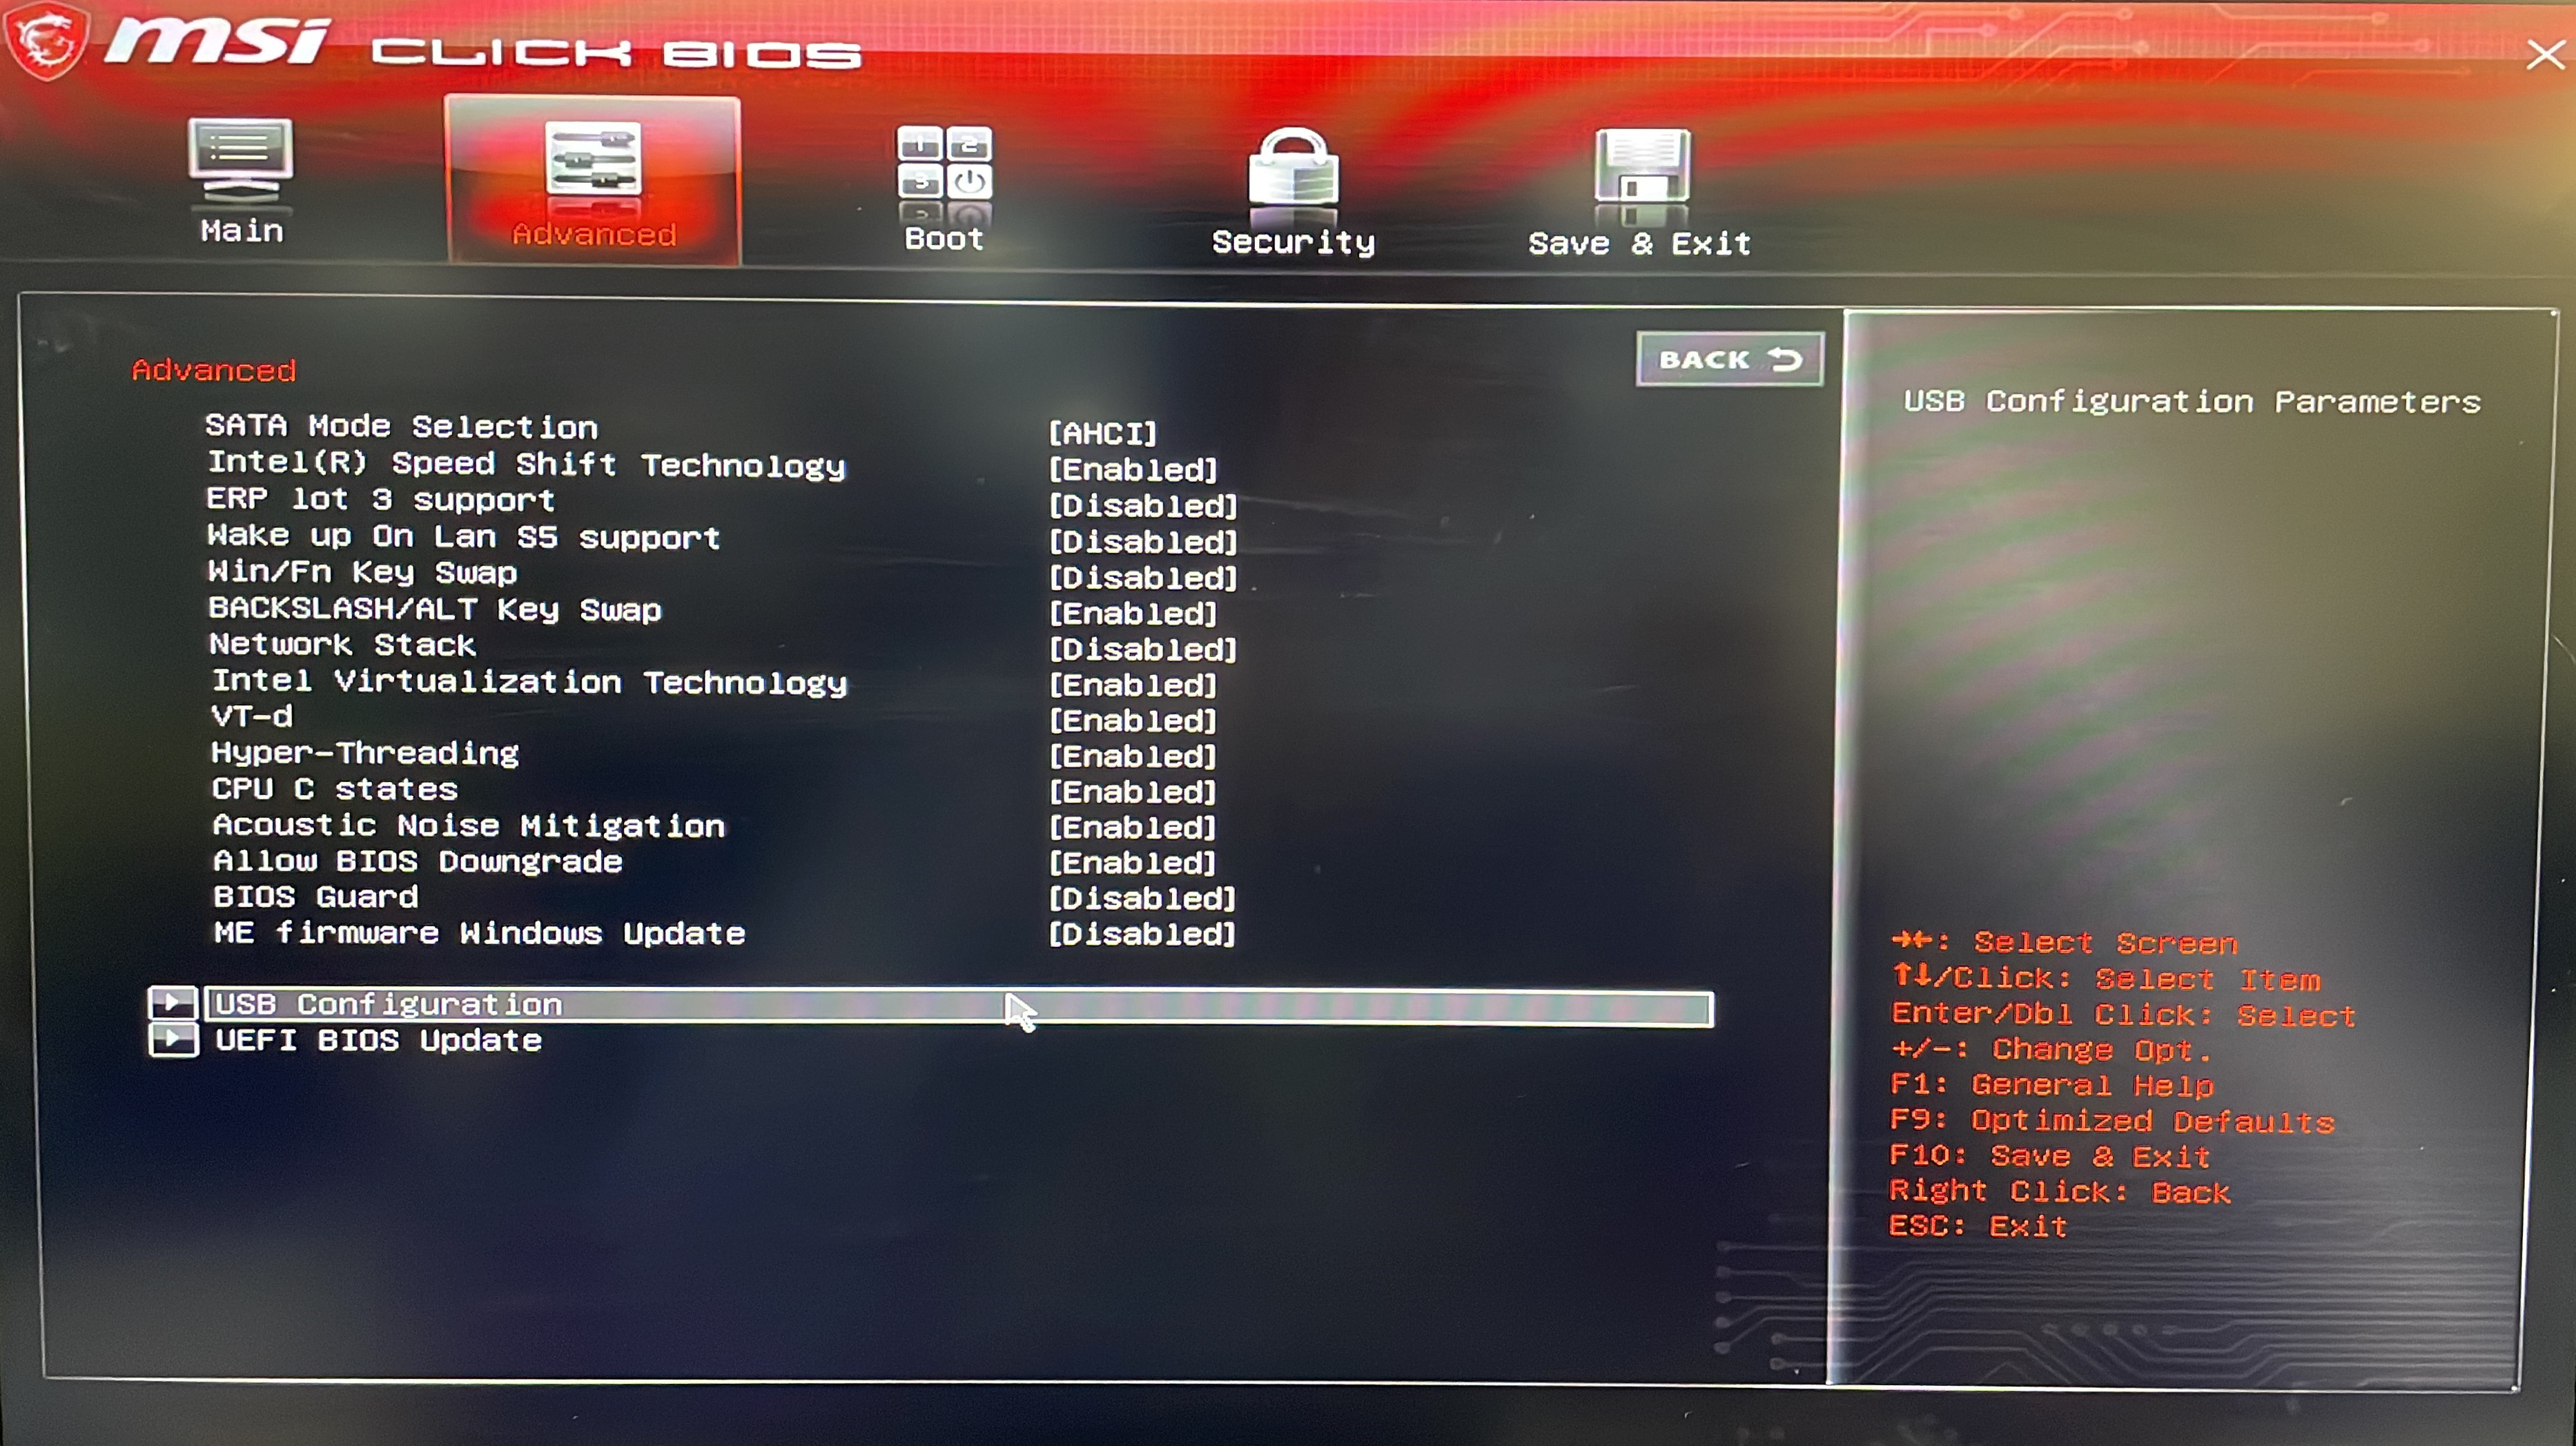 msi CLICK BIOS
Main
Advanced
Boot
Security
Save & Exit
BACK
Advanced
SATA Mode Selection [AHCI]
Intel(R) Speed Shift Technology [Enabled]
ERP lot 3 support [Disabled]
Wake up On Lan S5 support [Disabled]
Win/Fn Key Swap [Disabled]
BACKSLASH/ALT Key Swap [Enabled]
Network Stack [Disabled]
Intel Virtualization Technology [Enabled]
VT-d [Enabled]
Hyper-Threading [Enabled]
CPU C states [Enabled]
Acoustic Noise Mitigation [Enabled]
Allow BIOS Downgrade [Enabled]
BIOS Guard [Disabled]
ME firmware Windows Update [Disabled]
USB Configuration
UEFI BIOS Update
USB Configuration Parameters
→←: Select Screen
↑↓/Click: Select Item
Enter/Dbl Click: Select
+/-: Change Opt.
F1: General Help
F9: Optimized Defaults
F10: Save & Exit
Right Click: Back
ESC: Exit